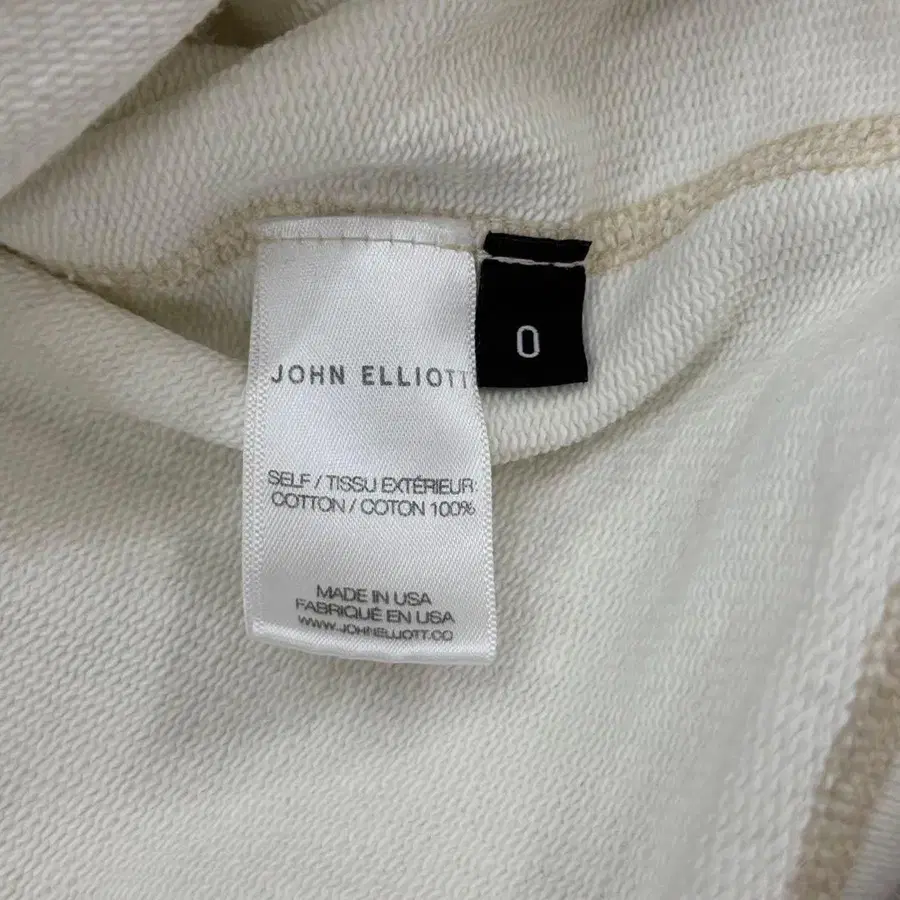 JOHN ELLIOTT
0
SELF / TISSU EXTÉRIEUR
COTTON / COTON 100%
MADE IN USA
FABRIQUÉ EN USA
WWW.JOHNELLIOTT.CO